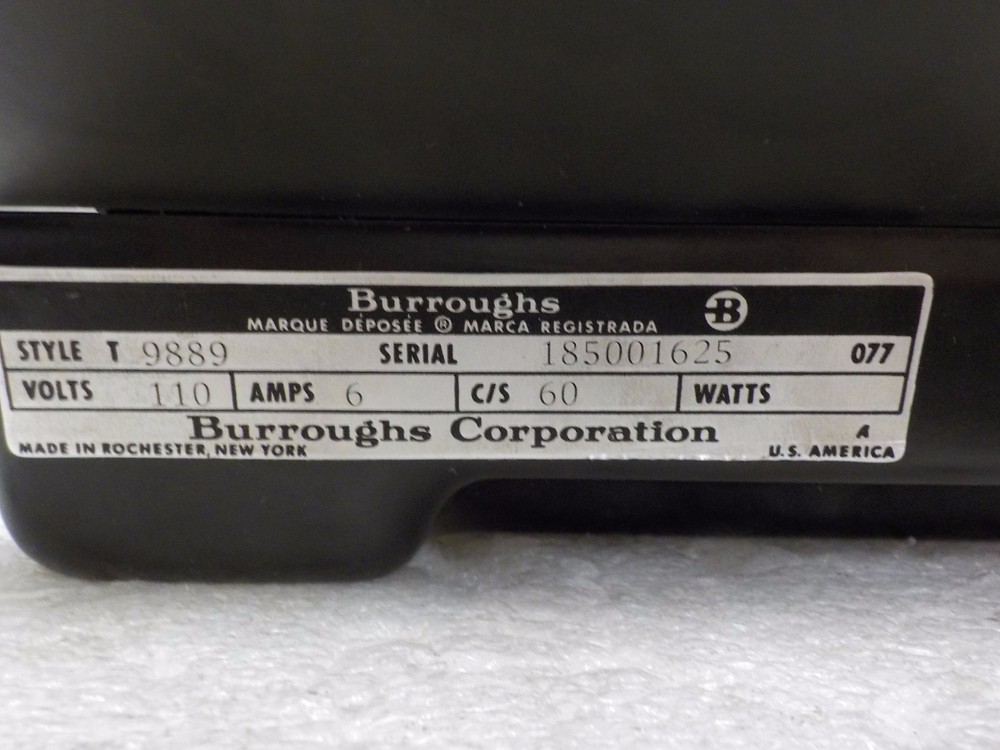 Burroughs B
MARQUE DÉPOSÉE ® MARCA REGISTRADA
STYLE T 9889 SERIAL 185001625 077
VOLTS 110 AMPS 6 C/S 60 WATTS
Burroughs Corporation A
MADE IN ROCHESTER, NEW YORK U.S. AMERICA